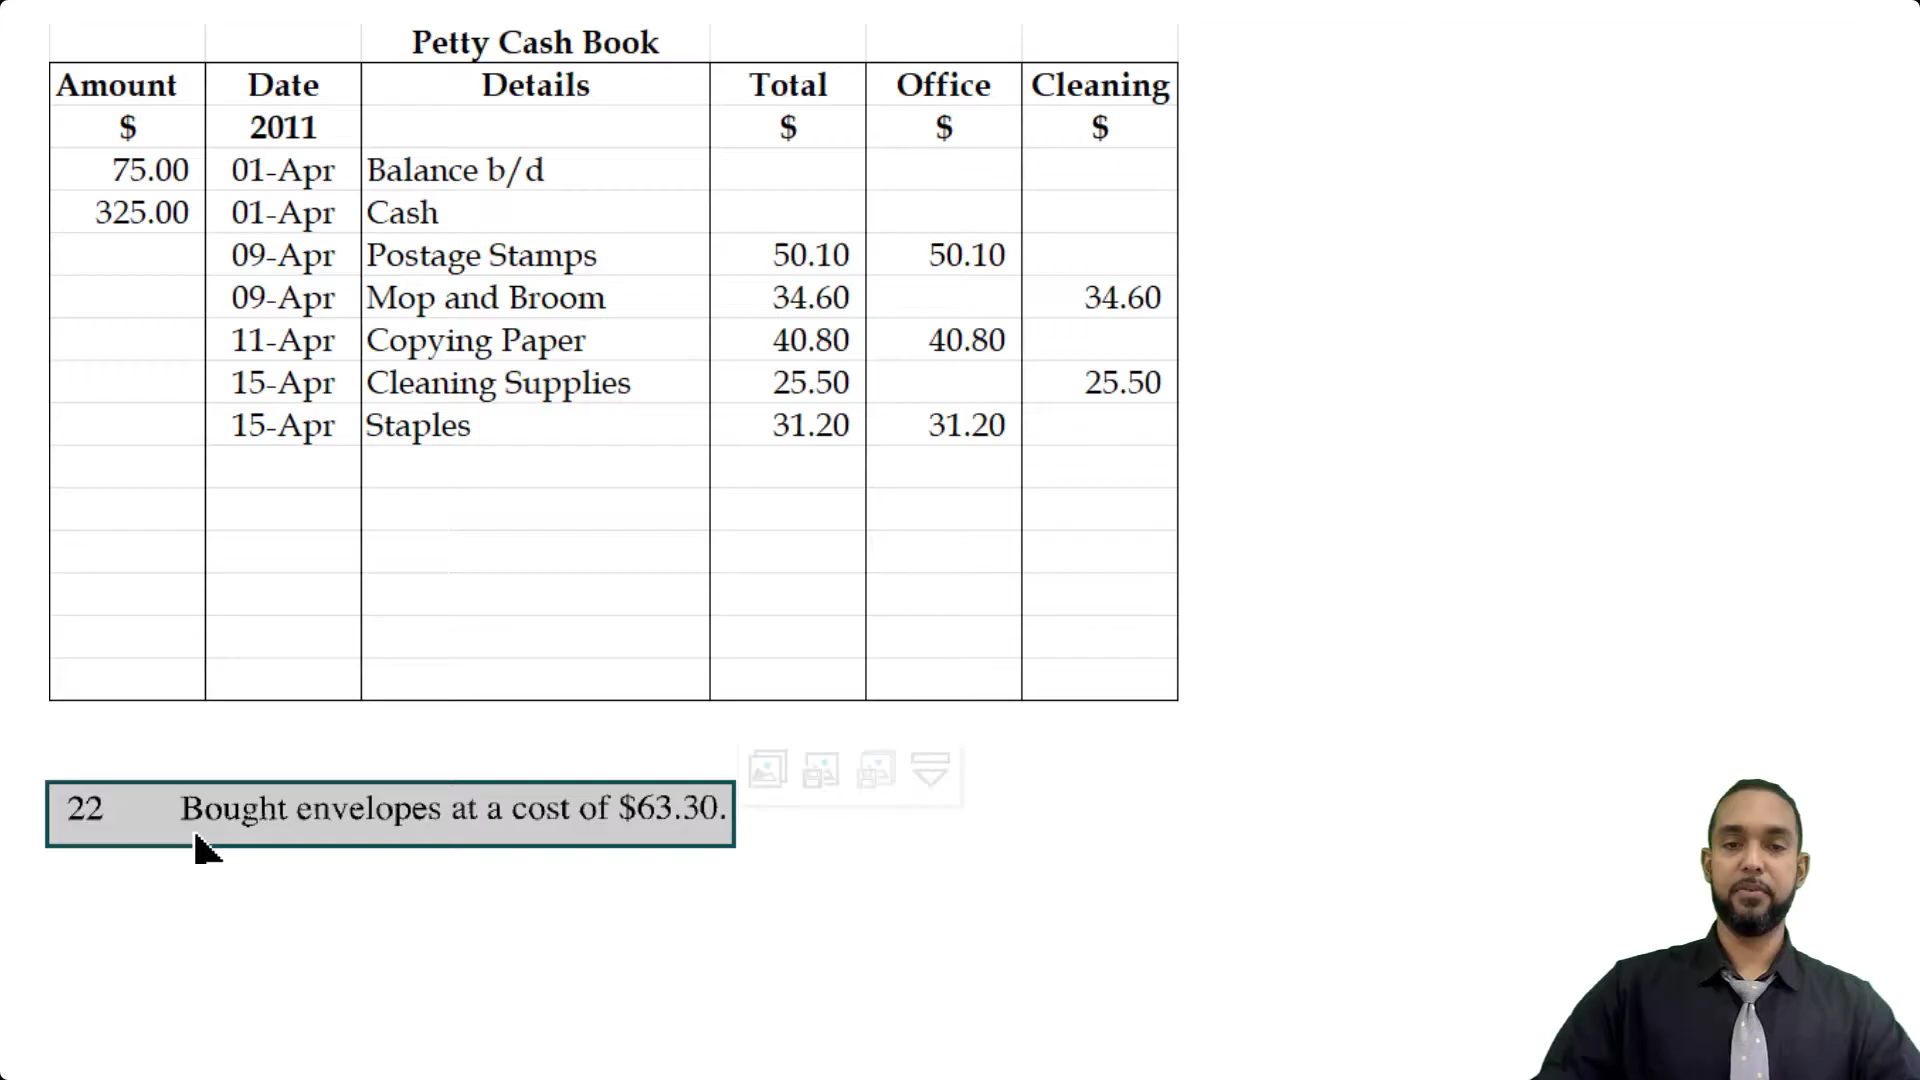 Petty Cash Book
Amount Date Details Total Office Cleaning
$ 2011 $ $ $
75.00 01-Apr Balance b/d
325.00 01-Apr Cash
09-Apr Postage Stamps 50.10 50.10
09-Apr Mop and Broom 34.60 34.60
11-Apr Copying Paper 40.80 40.80
15-Apr Cleaning Supplies 25.50 25.50
15-Apr Staples 31.20 31.20
22 Bought envelopes at a cost of $63.30.